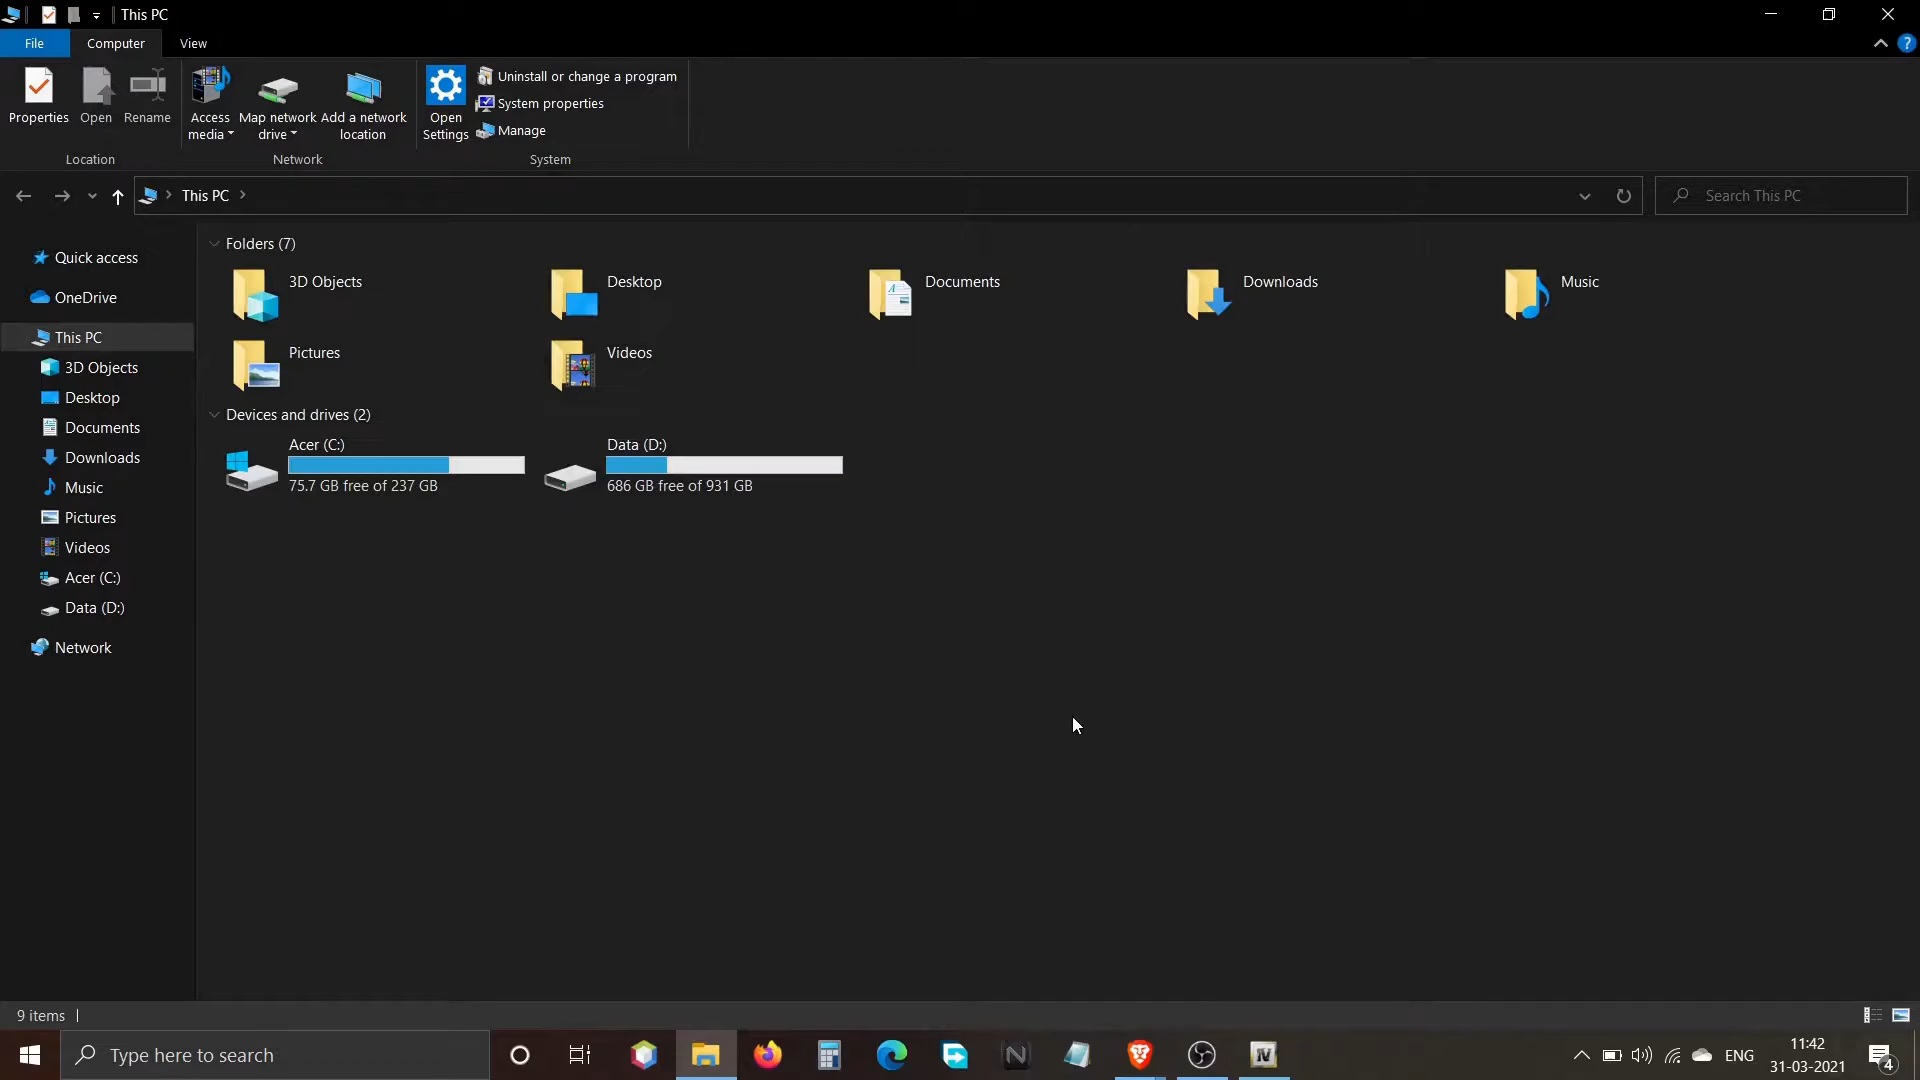 This PC
File
Computer
View
Properties
Open
Rename
Access
media
Map network
drive
Add a network
location
Open
Settings
Uninstall or change a program
System properties
Manage
Location
Network
System
This PC
Search This PC
Quick access
OneDrive
This PC
3D Objects
Desktop
Documents
Downloads
Music
Pictures
Videos
Acer (C:)
Data (D:)
Network
Folders (7)
3D Objects
Desktop
Documents
Downloads
Music
Pictures
Videos
Devices and drives (2)
Acer (C:)
75.7 GB free of 237 GB
Data (D:)
686 GB free of 931 GB
9 items
Type here to search
N
IV
ENG
11:42
31-03-2021
4